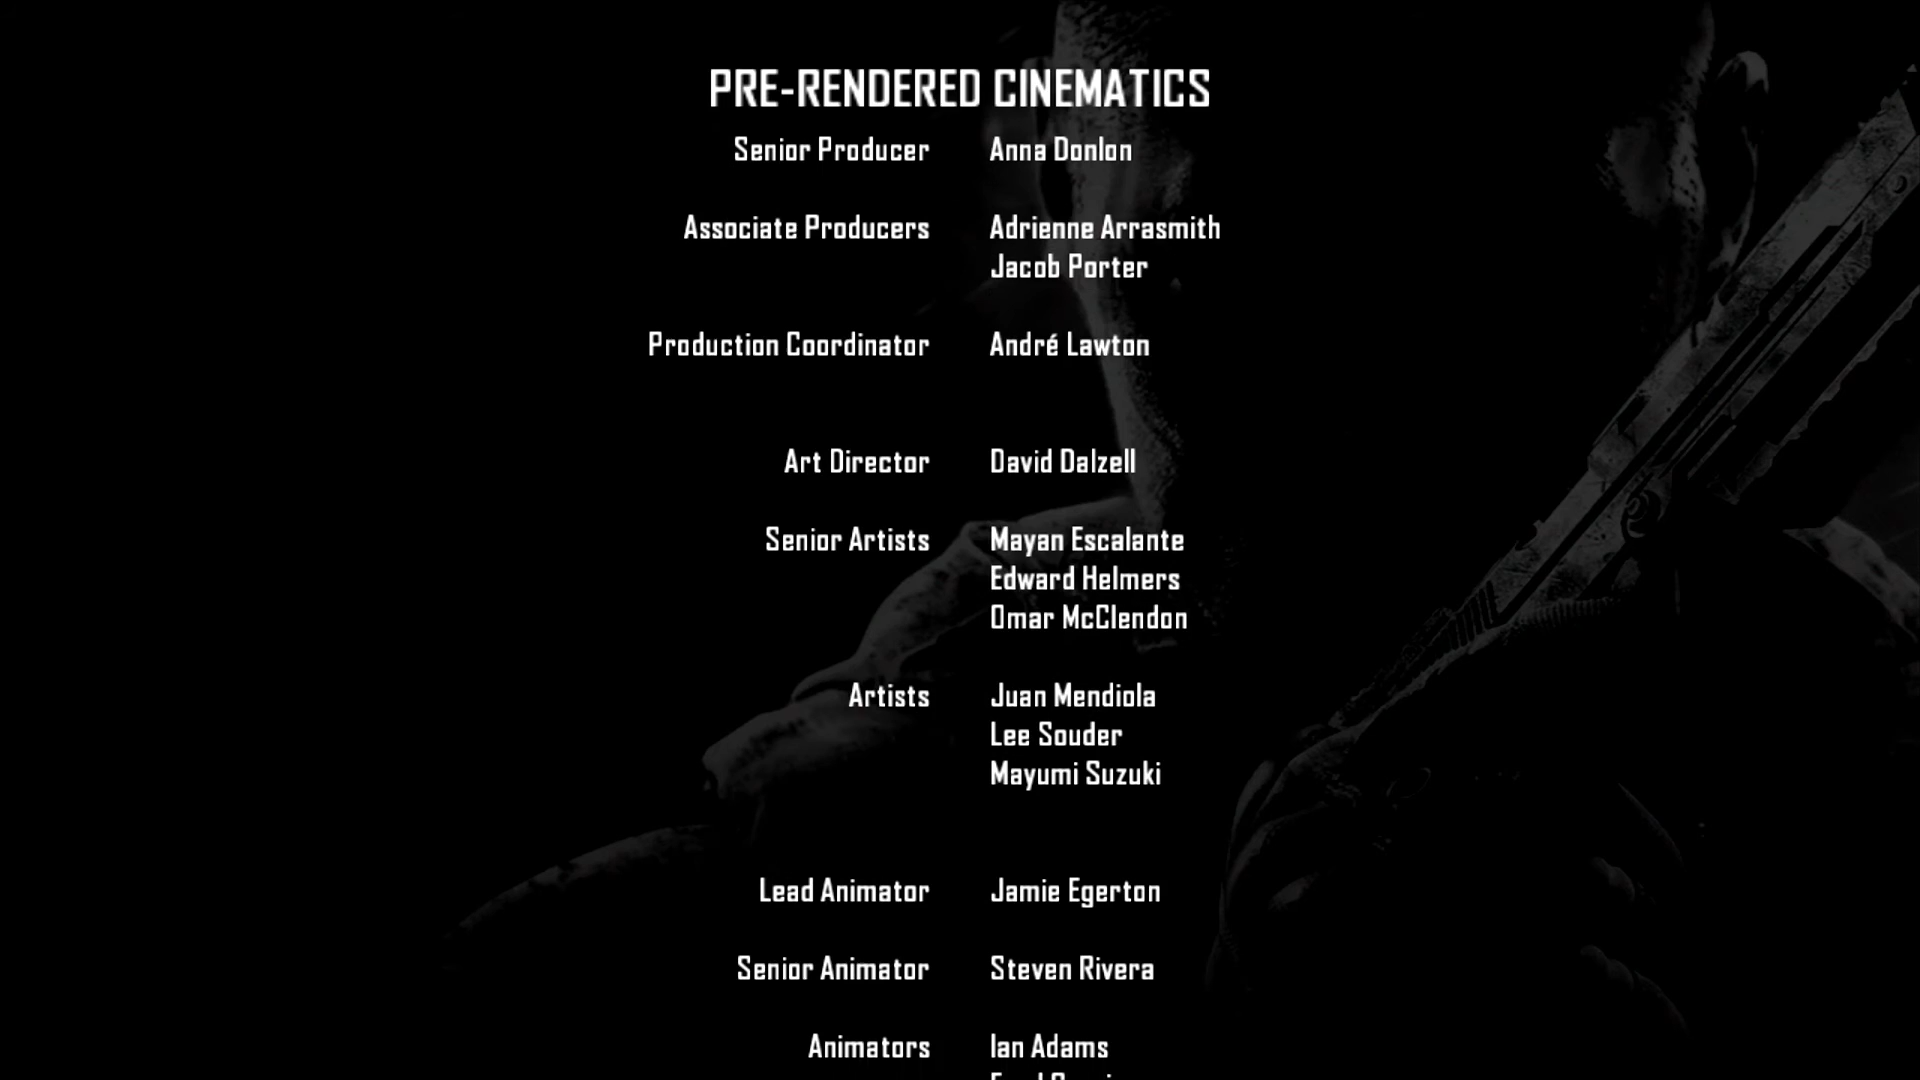 PRE-RENDERED CINEMATICS
Senior Producer Anna Donlon
Associate Producers Adrienne Arrasmith
Jacob Porter
Production Coordinator André Lawton
Art Director David Dalzell
Senior Artists Mayan Escalante
Edward Helmers
Omar McClendon
Artists Juan Mendiola
Lee Souder
Mayumi Suzuki
Lead Animator Jamie Egerton
Senior Animator Steven Rivera
Animators Ian Adams